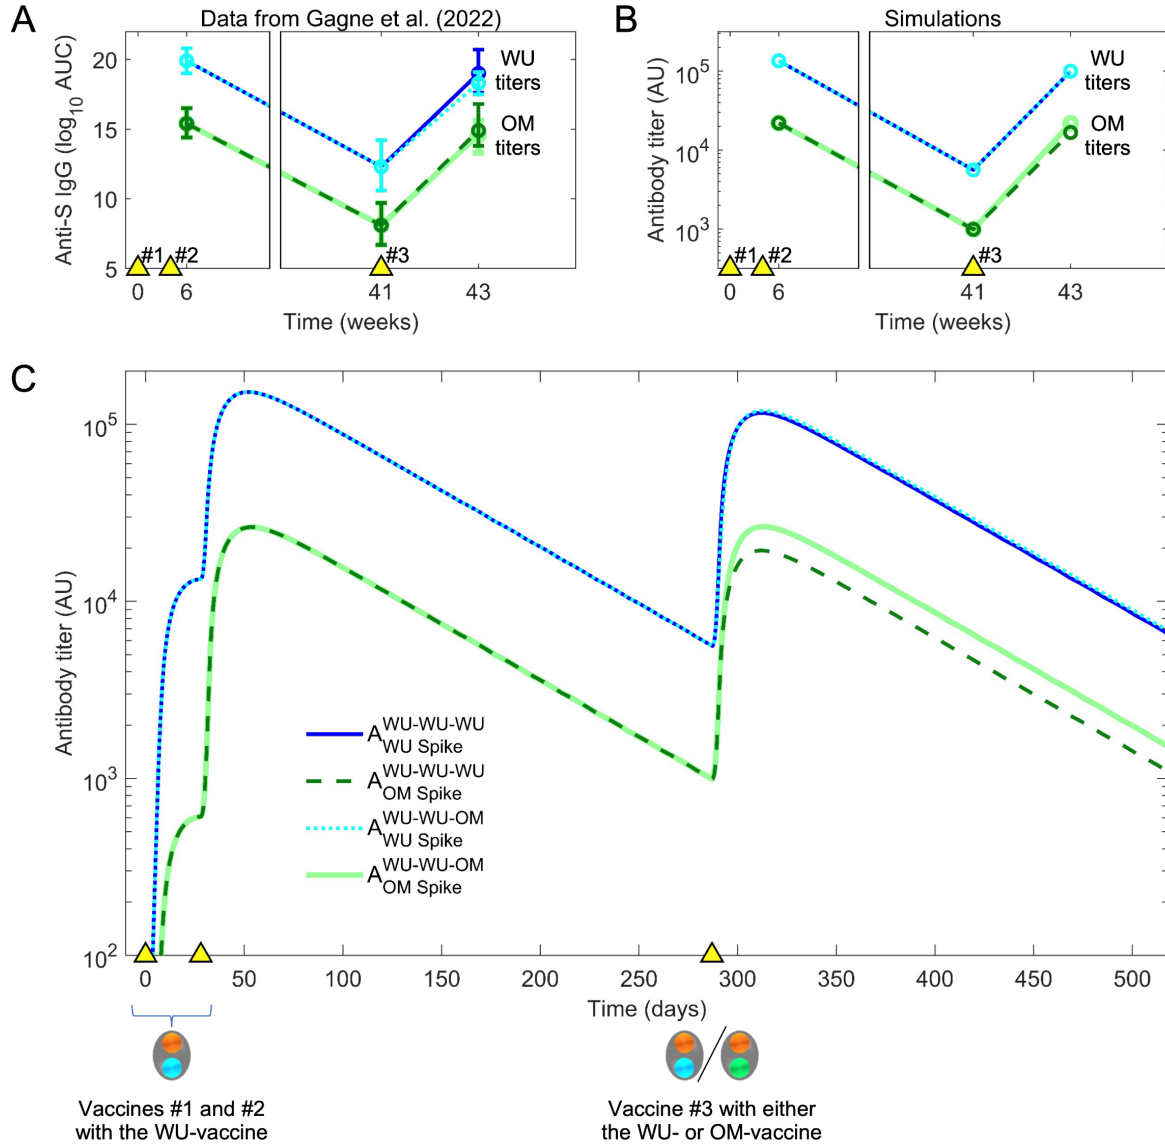 A
Data from Gagne et al. (2022)
Anti-S IgG (log10 AUC)
20
15
10
5
WU
titers
OM
titers
#1 #2
#3
0 6 41 43
Time (weeks)
B
Simulations
Antibody titer (AU)
10^5
10^4
10^3
WU
titers
OM
titers
#1 #2
#3
0 6 41 43
Time (weeks)
C
Antibody titer (AU)
10^5
10^4
10^3
10^2
A WU-WU-WU WU Spike
A WU-WU-WU OM Spike
A WU-WU-OM WU Spike
A WU-WU-OM OM Spike
0 50 100 150 200 250 300 350 400 450 500
Time (days)
Vaccines #1 and #2
with the WU-vaccine
Vaccine #3 with either
the WU- or OM-vaccine